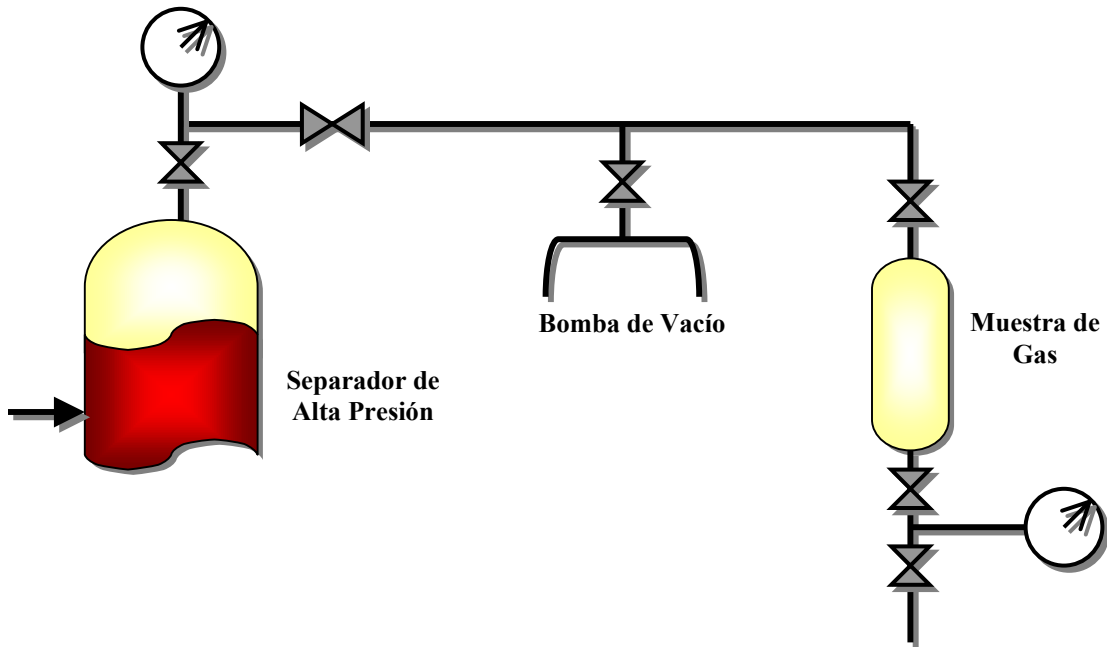 Bomba de Vacío
Muestra de
Gas
Separador de
Alta Presión